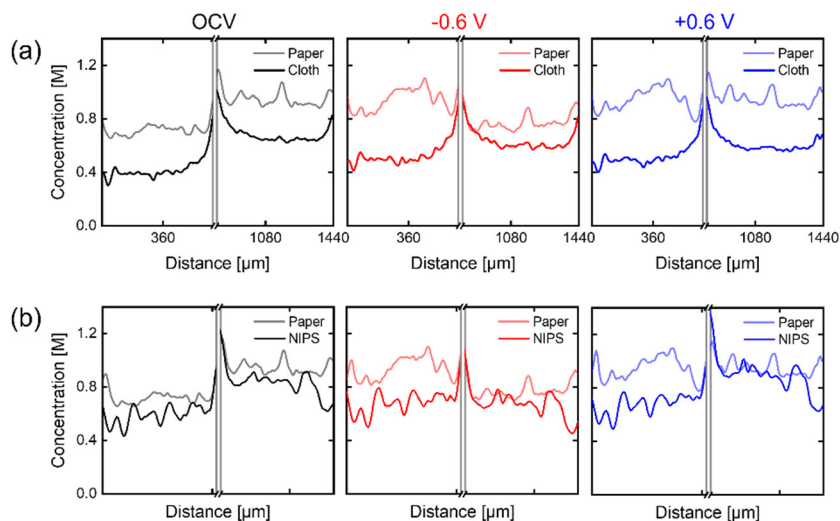 OCV -0.6 V +0.6 V
(a)
Concentration [M]
1.2
0.8
0.4
0.0
Paper
Cloth
Paper
Cloth
Paper
Cloth
360 1080 1440 360 1080 1440 360 1080 1440
Distance [µm] Distance [µm] Distance [µm]
(b)
Concentration [M]
1.2
0.8
0.4
0.0
Paper
NIPS
Paper
NIPS
Paper
NIPS
Distance [µm] Distance [µm] Distance [µm]